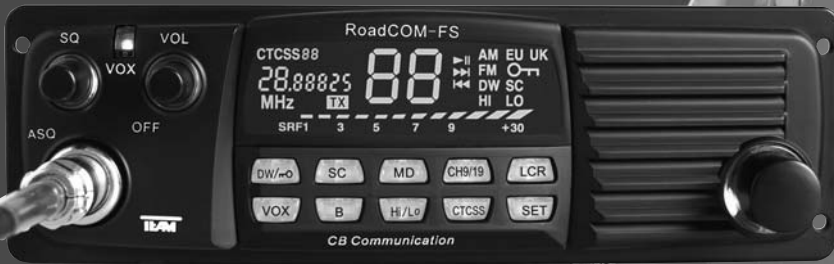 RoadCOM-FS
SQ
VOL
VOX
OFF
ASQ
TEAM
CTCSS88
28.88825
MHz
TX
88
AM EU UK
FM
DW SC
HI LO
SRF1 3 5 7 9 +30
DW/
SC
MD
CH9/19
LCR
VOX
B
Hi/Lo
CTCSS
SET
CB Communication